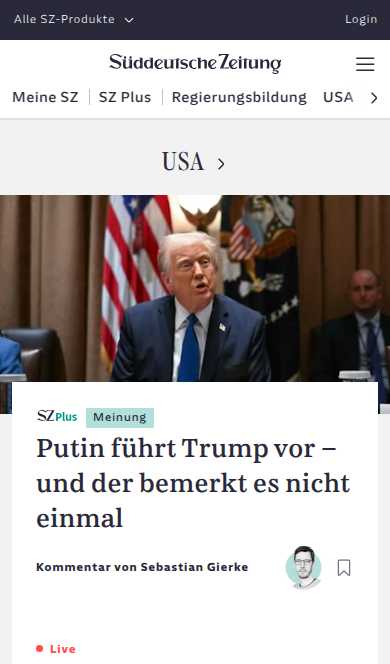 Alle SZ-Produkte
Login
Süddeutsche Zeitung
Meine SZ
SZ Plus
Regierungsbildung
USA
USA
SZ Plus
Meinung
Putin führt Trump vor –
und der bemerkt es nicht
einmal
Kommentar von Sebastian Gierke
Live